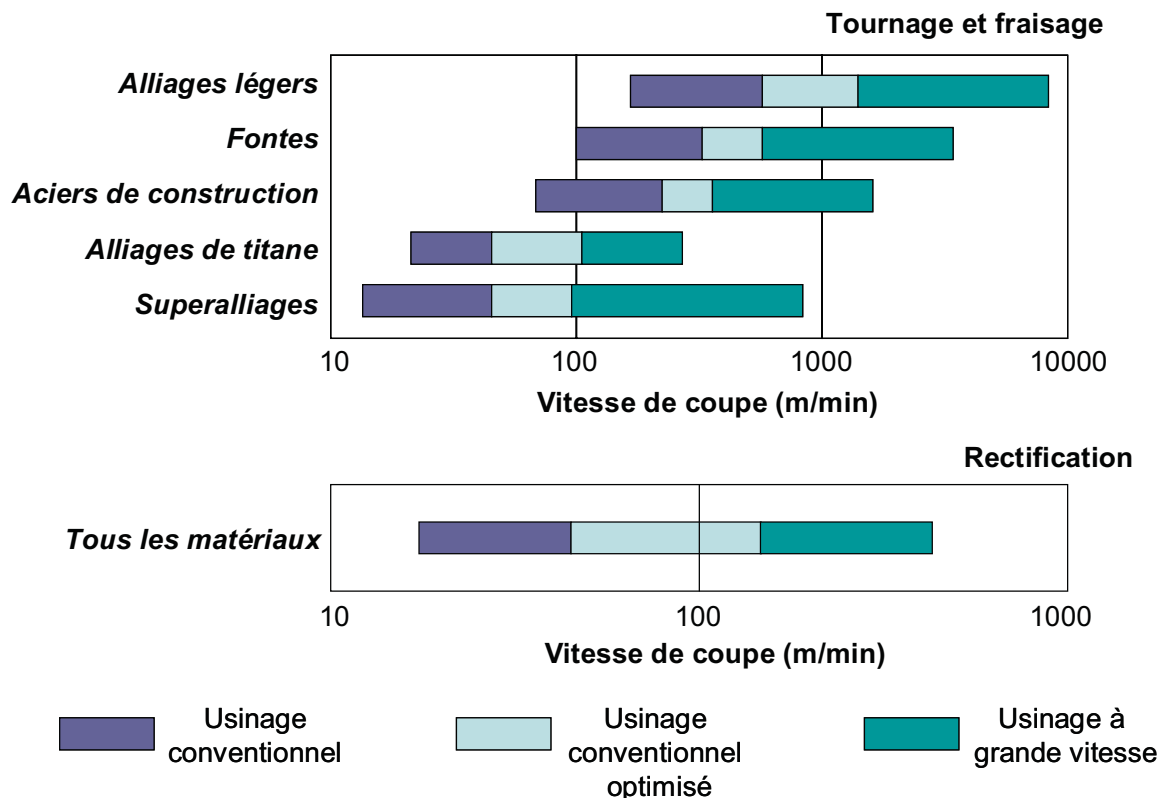 Tournage et fraisage
Alliages légers
Fontes
Aciers de construction
Alliages de titane
Superalliages
10 100 1000 10000
Vitesse de coupe (m/min)
Rectification
Tous les matériaux
10 100 1000
Vitesse de coupe (m/min)
Usinage
conventionnel
Usinage
conventionnel
optimisé
Usinage à
grande vitesse